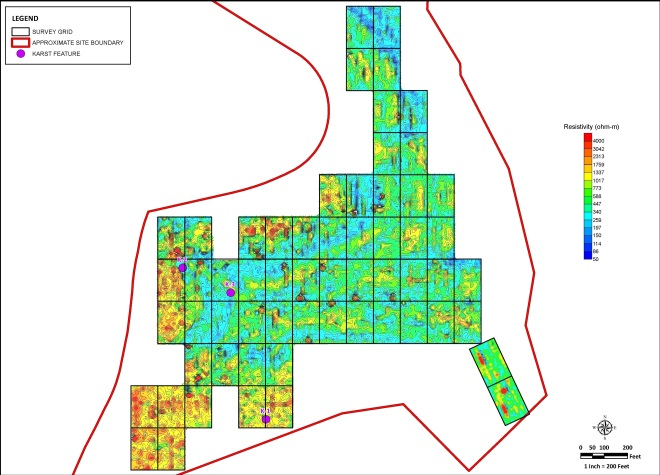 LEGEND
SURVEY GRID
APPROXIMATE SITE BOUNDARY
KARST FEATURE
Resistivity (ohm-m)
4000
3042
2313
1759
1337
1017
773
588
447
340
259
197
150
114
86
50
N
W E
S
0 50 100 200
Feet
1 Inch = 200 Feet